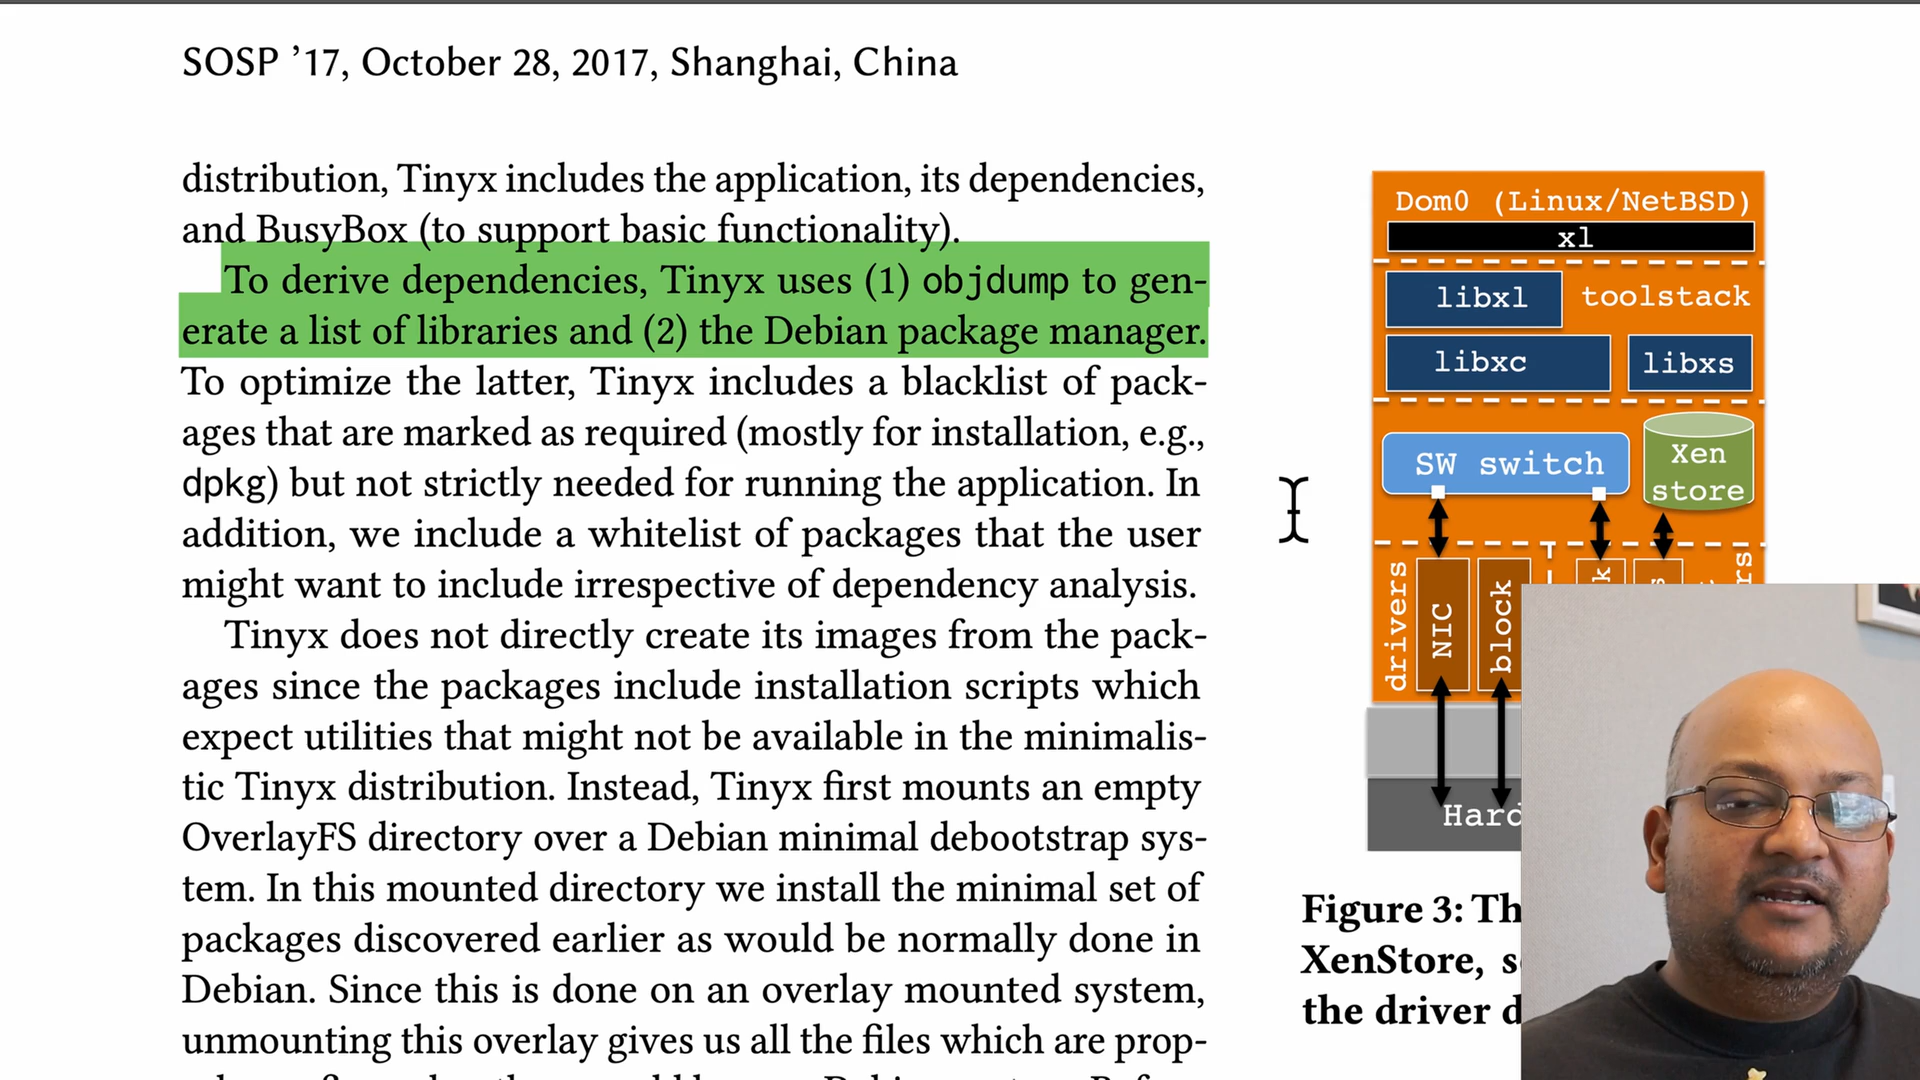 SOSP ’17, October 28, 2017, Shanghai, China
distribution, Tinyx includes the application, its dependencies,
and BusyBox (to support basic functionality).
To derive dependencies, Tinyx uses (1) objdump to gen-
erate a list of libraries and (2) the Debian package manager.
To optimize the latter, Tinyx includes a blacklist of pack-
ages that are marked as required (mostly for installation, e.g.,
dpkg) but not strictly needed for running the application. In
addition, we include a whitelist of packages that the user
might want to include irrespective of dependency analysis.
Tinyx does not directly create its images from the pack-
ages since the packages include installation scripts which
expect utilities that might not be available in the minimalis-
tic Tinyx distribution. Instead, Tinyx first mounts an empty
OverlayFS directory over a Debian minimal debootstrap sys-
tem. In this mounted directory we install the minimal set of
packages discovered earlier as would be normally done in
Debian. Since this is done on an overlay mounted system,
unmounting this overlay gives us all the files which are prop-
Dom0 (Linux/NetBSD)
xl
libxl
toolstack
libxc
libxs
SW switch
Xen
store
drivers
NIC
block
Hard
Figure 3: Th
XenStore, s
the driver d